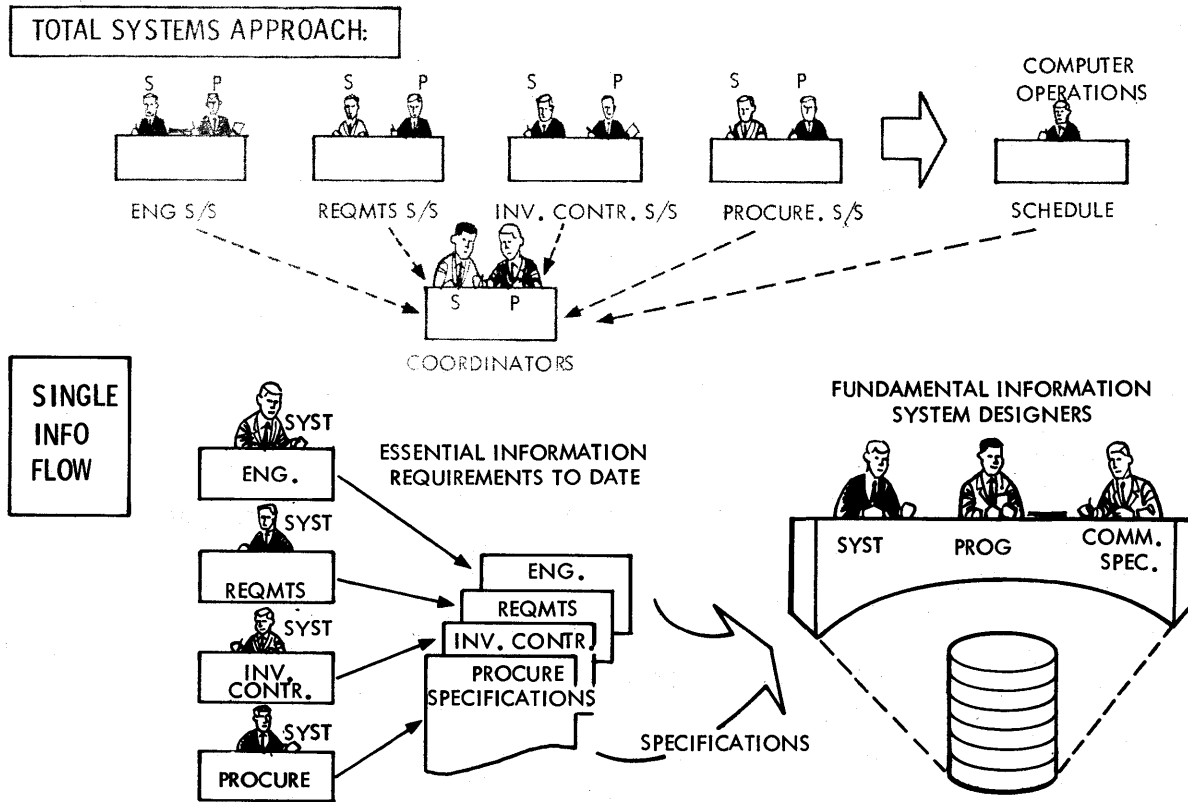 TOTAL SYSTEMS APPROACH:
S P
S P
S P
S P
COMPUTER
OPERATIONS
ENG S/S
REQMTS S/S
INV. CONTR. S/S
PROCURE. S/S
SCHEDULE
S P
COORDINATORS
SINGLE
INFO
FLOW
SYST
ENG.
SYST
REQMTS
SYST
INV.
CONTR.
SYST
PROCURE
ESSENTIAL INFORMATION
REQUIREMENTS TO DATE
ENG.
REQMTS
INV. CONTR.
PROCURE
SPECIFICATIONS
SPECIFICATIONS
FUNDAMENTAL INFORMATION
SYSTEM DESIGNERS
SYST
PROG
COMM.
SPEC.